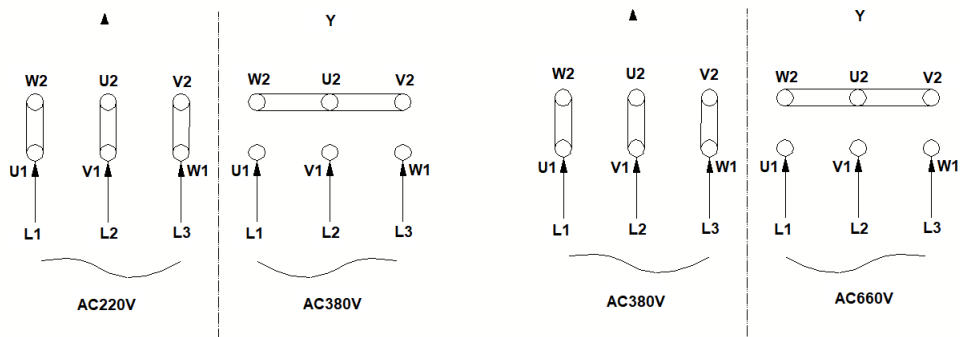 Y
W2 U2 V2
W2 U2 V2
U1 V1 W1
U1 V1 W1
L1 L2 L3
L1 L2 L3
AC220V
AC380V
Y
W2 U2 V2
W2 U2 V2
U1 V1 W1
U1 V1 W1
L1 L2 L3
L1 L2 L3
AC380V
AC660V